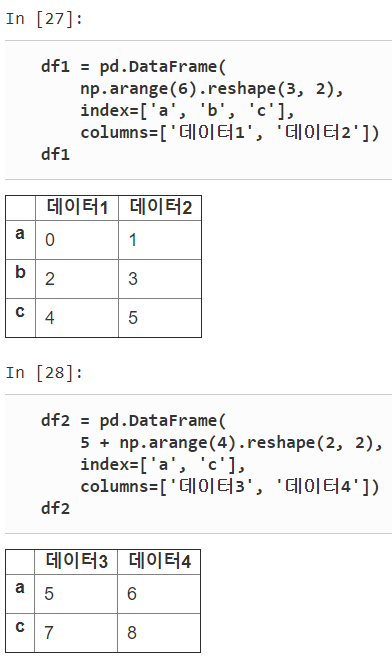 In [27]:
df1 = pd.DataFrame(
np.arange(6).reshape(3, 2),
index=['a', 'b', 'c'],
columns=['데이터1', '데이터2'])
df1
데이터1 데이터2
a 0 1
b 2 3
c 4 5
In [28]:
df2 = pd.DataFrame(
5 + np.arange(4).reshape(2, 2),
index=['a', 'c'],
columns=['데이터3', '데이터4'])
df2
데이터3 데이터4
a 5 6
c 7 8